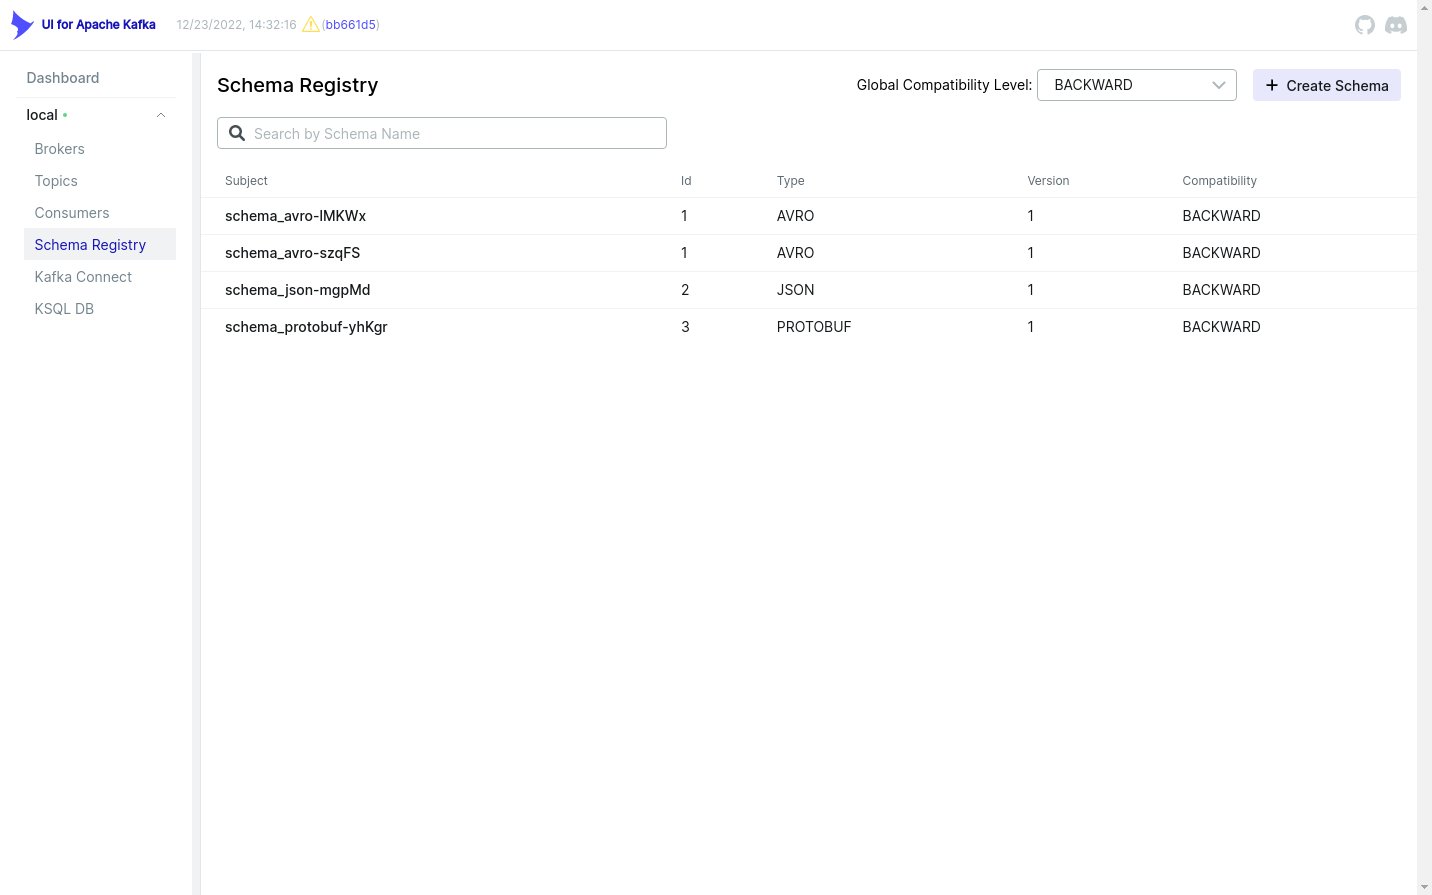 UI for Apache Kafka 12/23/2022, 14:32:16 (bb661d5)
Dashboard
local
Brokers
Topics
Consumers
Schema Registry
Kafka Connect
KSQL DB
Schema Registry
Global Compatibility Level: BACKWARD
Create Schema
Search by Schema Name
Subject Id Type Version Compatibility
schema_avro-lMKWx 1 AVRO 1 BACKWARD
schema_avro-szqFS 1 AVRO 1 BACKWARD
schema_json-mgpMd 2 JSON 1 BACKWARD
schema_protobuf-yhKgr 3 PROTOBUF 1 BACKWARD